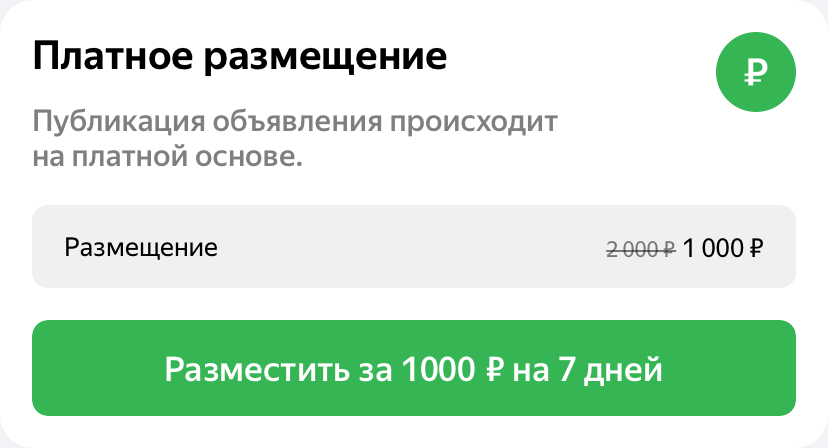 Платное размещение
₽
Публикация объявления происходит
на платной основе.
Размещение 2 000 ₽ 1 000 ₽
Разместить за 1000 ₽ на 7 дней